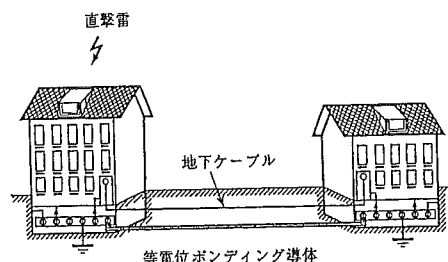 直撃雷
地下ケーブル
等電位ボンディング導体